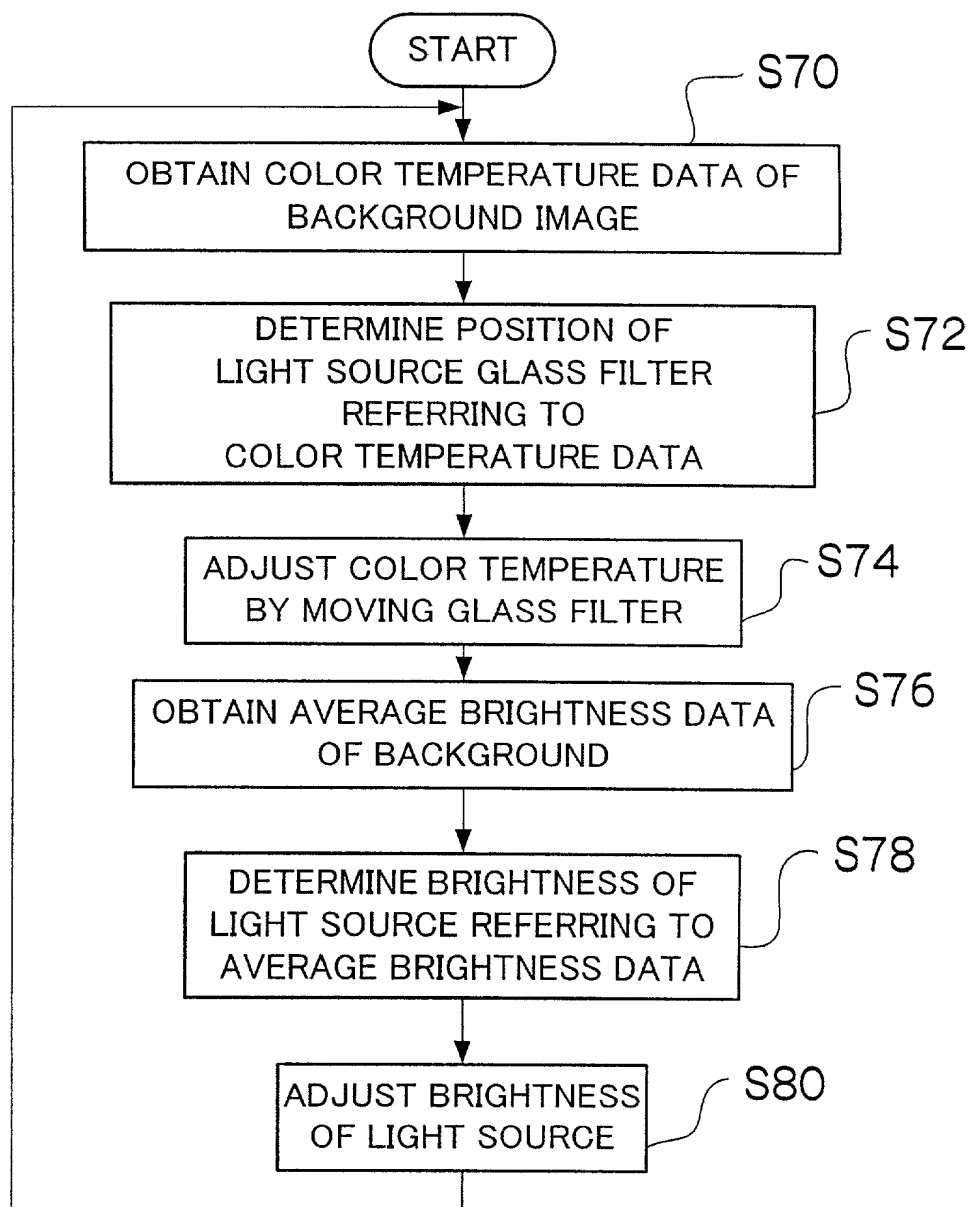 START
S70
OBTAIN COLOR TEMPERATURE DATA OF
BACKGROUND IMAGE
DETERMINE POSITION OF
LIGHT SOURCE GLASS FILTER
REFERRING TO
COLOR TEMPERATURE DATA
S72
ADJUST COLOR TEMPERATURE
BY MOVING GLASS FILTER
S74
OBTAIN AVERAGE BRIGHTNESS DATA
OF BACKGROUND
S76
DETERMINE BRIGHTNESS OF
LIGHT SOURCE REFERRING TO
AVERAGE BRIGHTNESS DATA
S78
ADJUST BRIGHTNESS
OF LIGHT SOURCE
S80